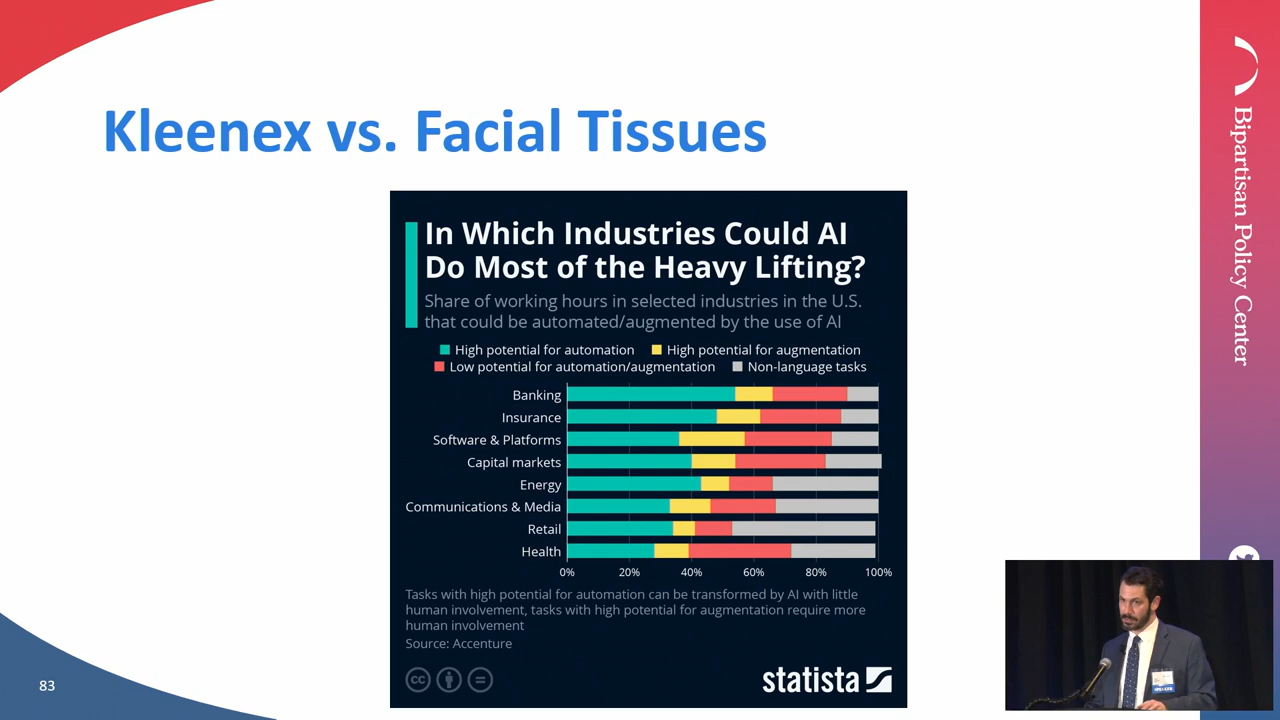 Kleenex vs. Facial Tissues
In Which Industries Could AI
Do Most of the Heavy Lifting?
Share of working hours in selected industries in the U.S.
that could be automated/augmented by the use of AI
High potential for automation High potential for augmentation
Low potential for automation/augmentation Non-language tasks
Banking
Insurance
Software & Platforms
Capital markets
Energy
Communications & Media
Retail
Health
0% 20% 40% 60% 80% 100%
Tasks with high potential for automation can be transformed by AI with little
human involvement, tasks with high potential for augmentation require more
human involvement
Source: Accenture
cc
statista
83
Bipartisan Policy Center
SPEAKER